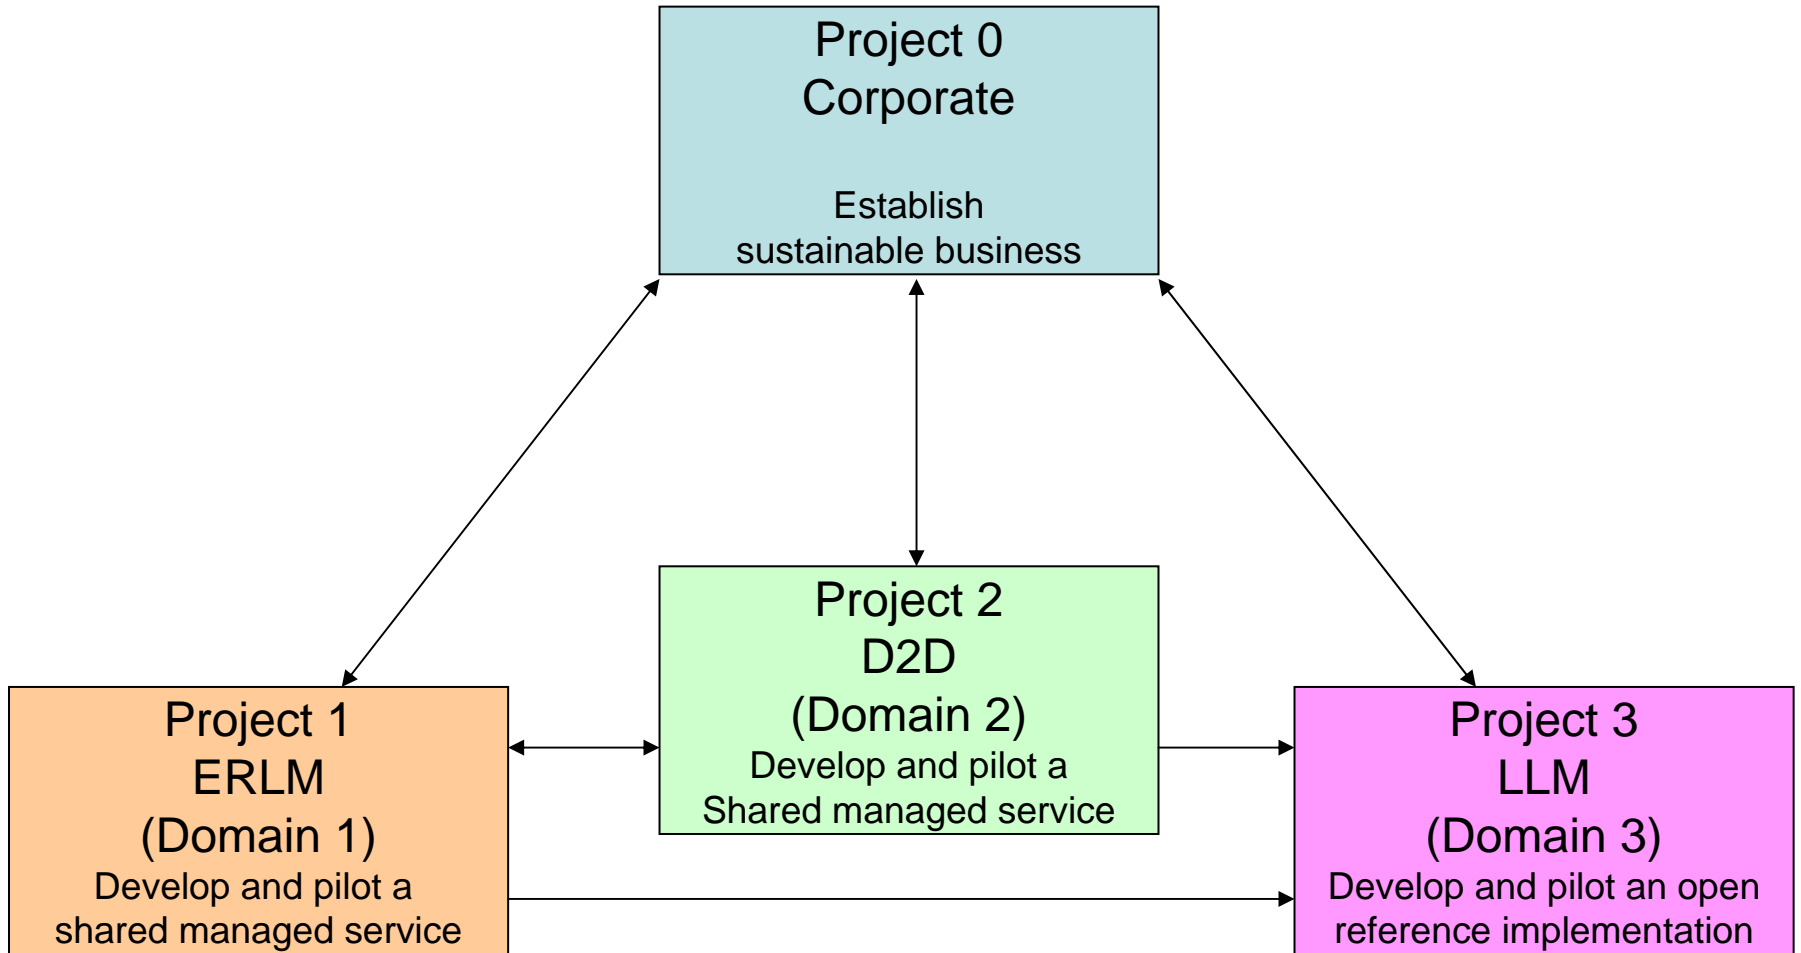 Project 0
Corporate
Establish
sustainable business
Project 2
D2D
(Domain 2)
Develop and pilot a
Shared managed service
Project 1
ERLM
(Domain 1)
Develop and pilot a
shared managed service
Project 3
LLM
(Domain 3)
Develop and pilot an open
reference implementation